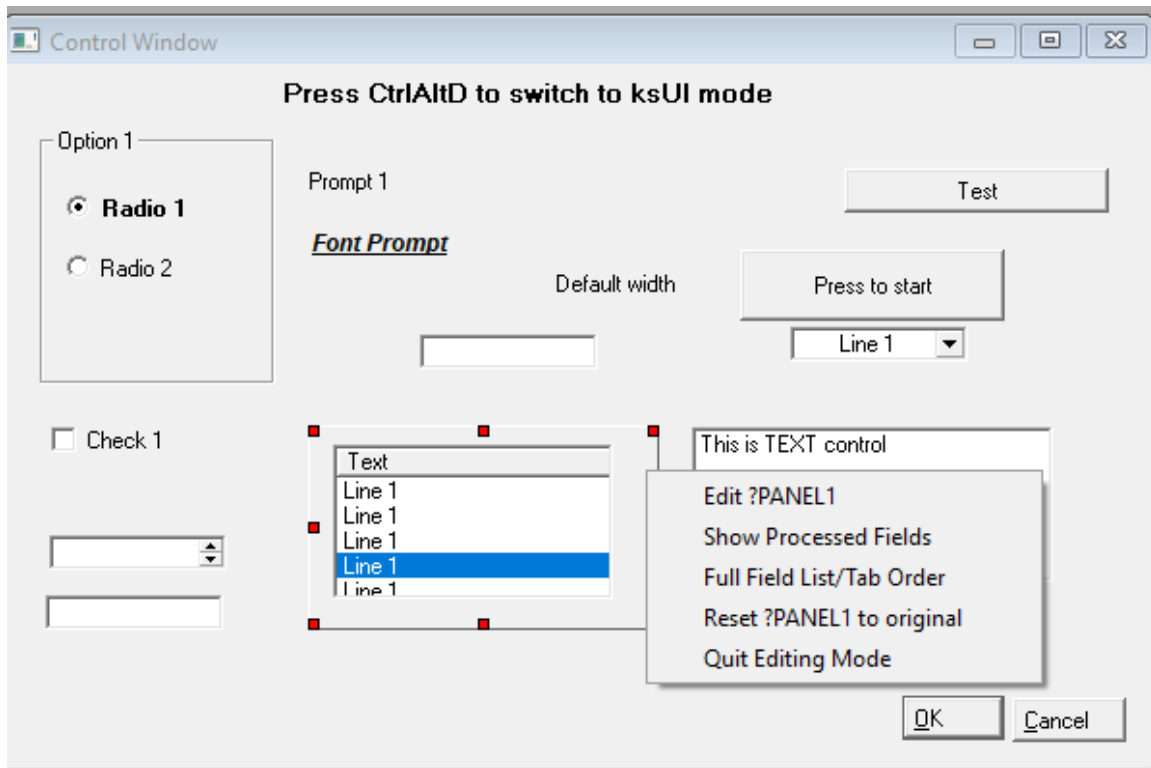 Control Window
Press CtrlAltD to switch to ksUI mode
Option 1
Radio 1
Radio 2
Prompt 1
Test
Font Prompt
Default width
Press to start
Line 1
Check 1
Text
Line 1
Line 1
Line 1
Line 1
Line 1
This is TEXT control
Edit ?PANEL1
Show Processed Fields
Full Field List/Tab Order
Reset ?PANEL1 to original
Quit Editing Mode
OK
Cancel